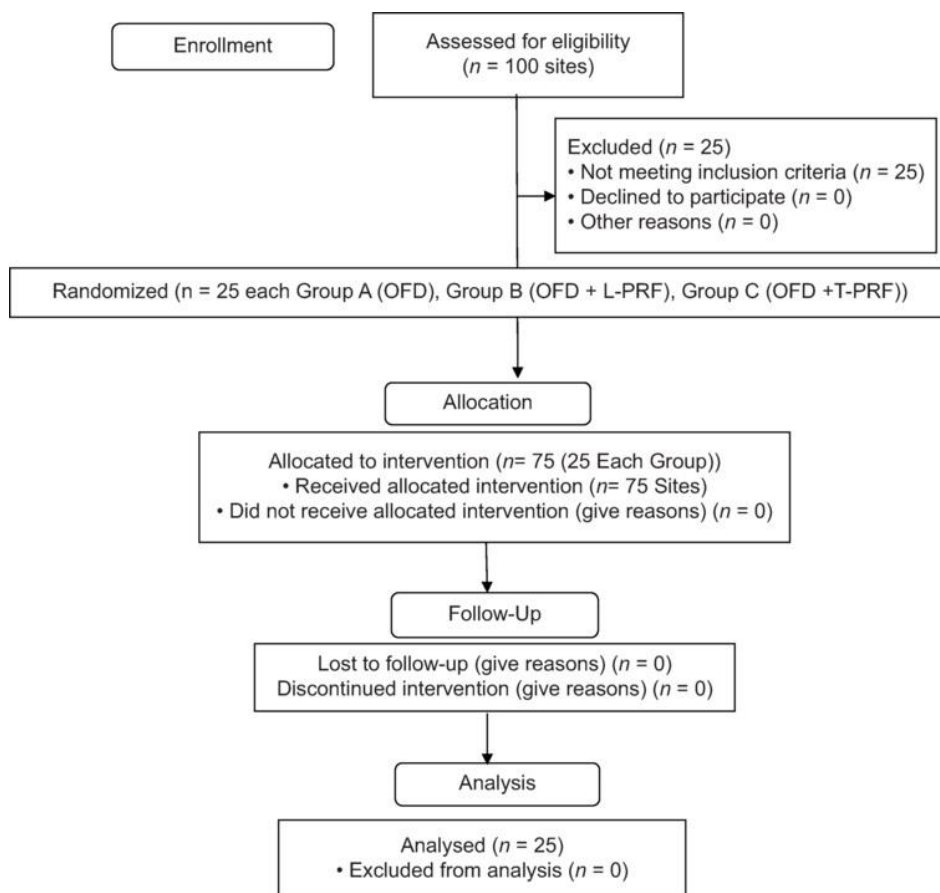 Enrollment
Assessed for eligibility
(n = 100 sites)
Excluded (n = 25)
• Not meeting inclusion criteria (n = 25)
• Declined to participate (n = 0)
• Other reasons (n = 0)
Randomized (n = 25 each Group A (OFD), Group B (OFD + L-PRF), Group C (OFD +T-PRF))
Allocation
Allocated to intervention (n= 75 (25 Each Group))
• Received allocated intervention (n= 75 Sites)
• Did not receive allocated intervention (give reasons) (n = 0)
Follow-Up
Lost to follow-up (give reasons) (n = 0)
Discontinued intervention (give reasons) (n = 0)
Analysis
Analysed (n = 25)
• Excluded from analysis (n = 0)